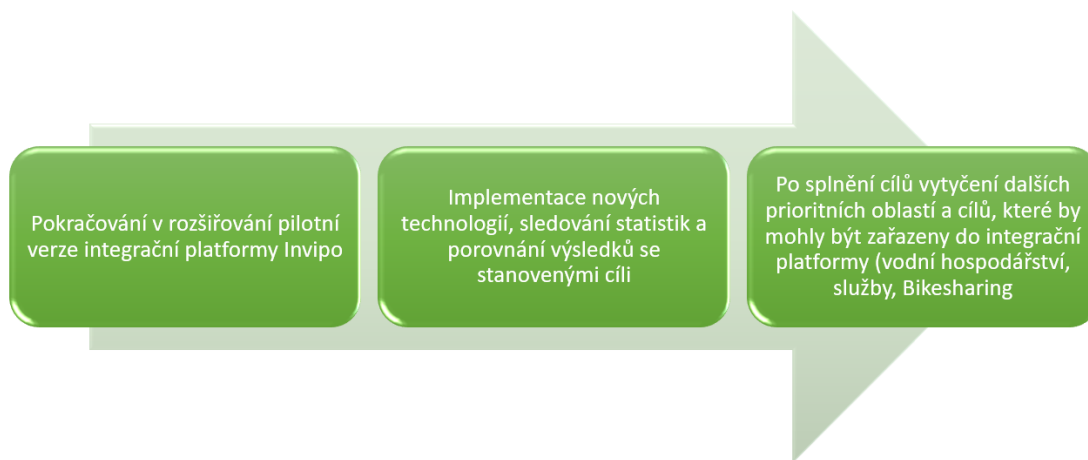 Pokračování v rozšiřování pilotní
verze integrační platformy Invipo
Implementace nových
technologií, sledování statistik a
porovnání výsledků se
stanovenými cíli
Po splnění cílů vytyčení dalších
prioritních oblastí a cílů, které by
mohly být zařazeny do integrační
platformy (vodní hospodářství,
služby, Bikesharing